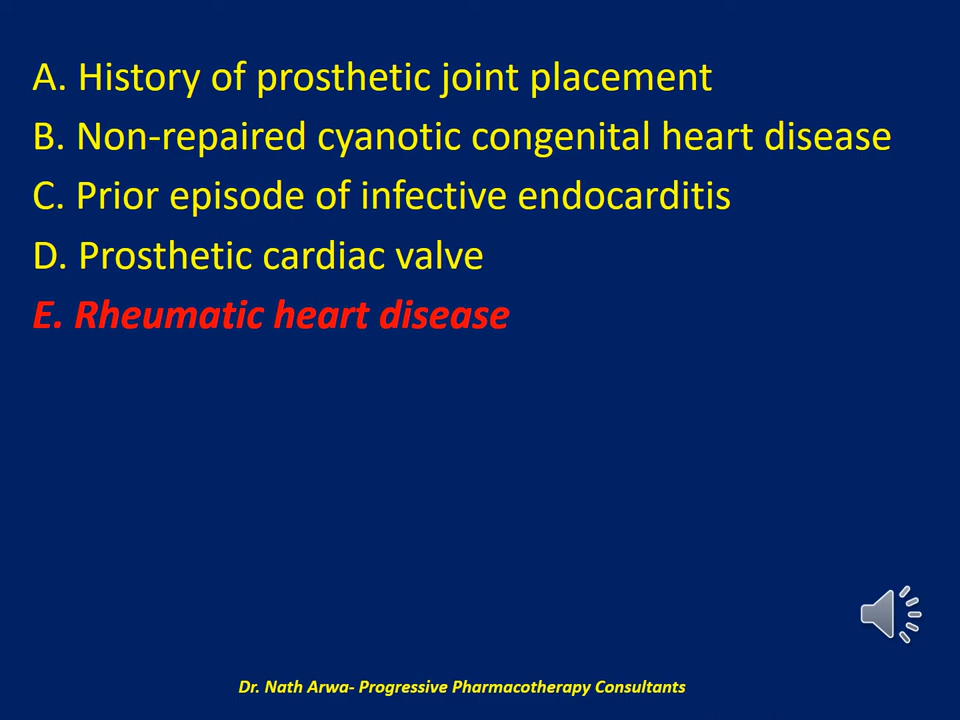 A. History of prosthetic joint placement
B. Non-repaired cyanotic congenital heart disease
C. Prior episode of infective endocarditis
D. Prosthetic cardiac valve
E. Rheumatic heart disease
Dr. Nath Arwa- Progressive Pharmacotherapy Consultants